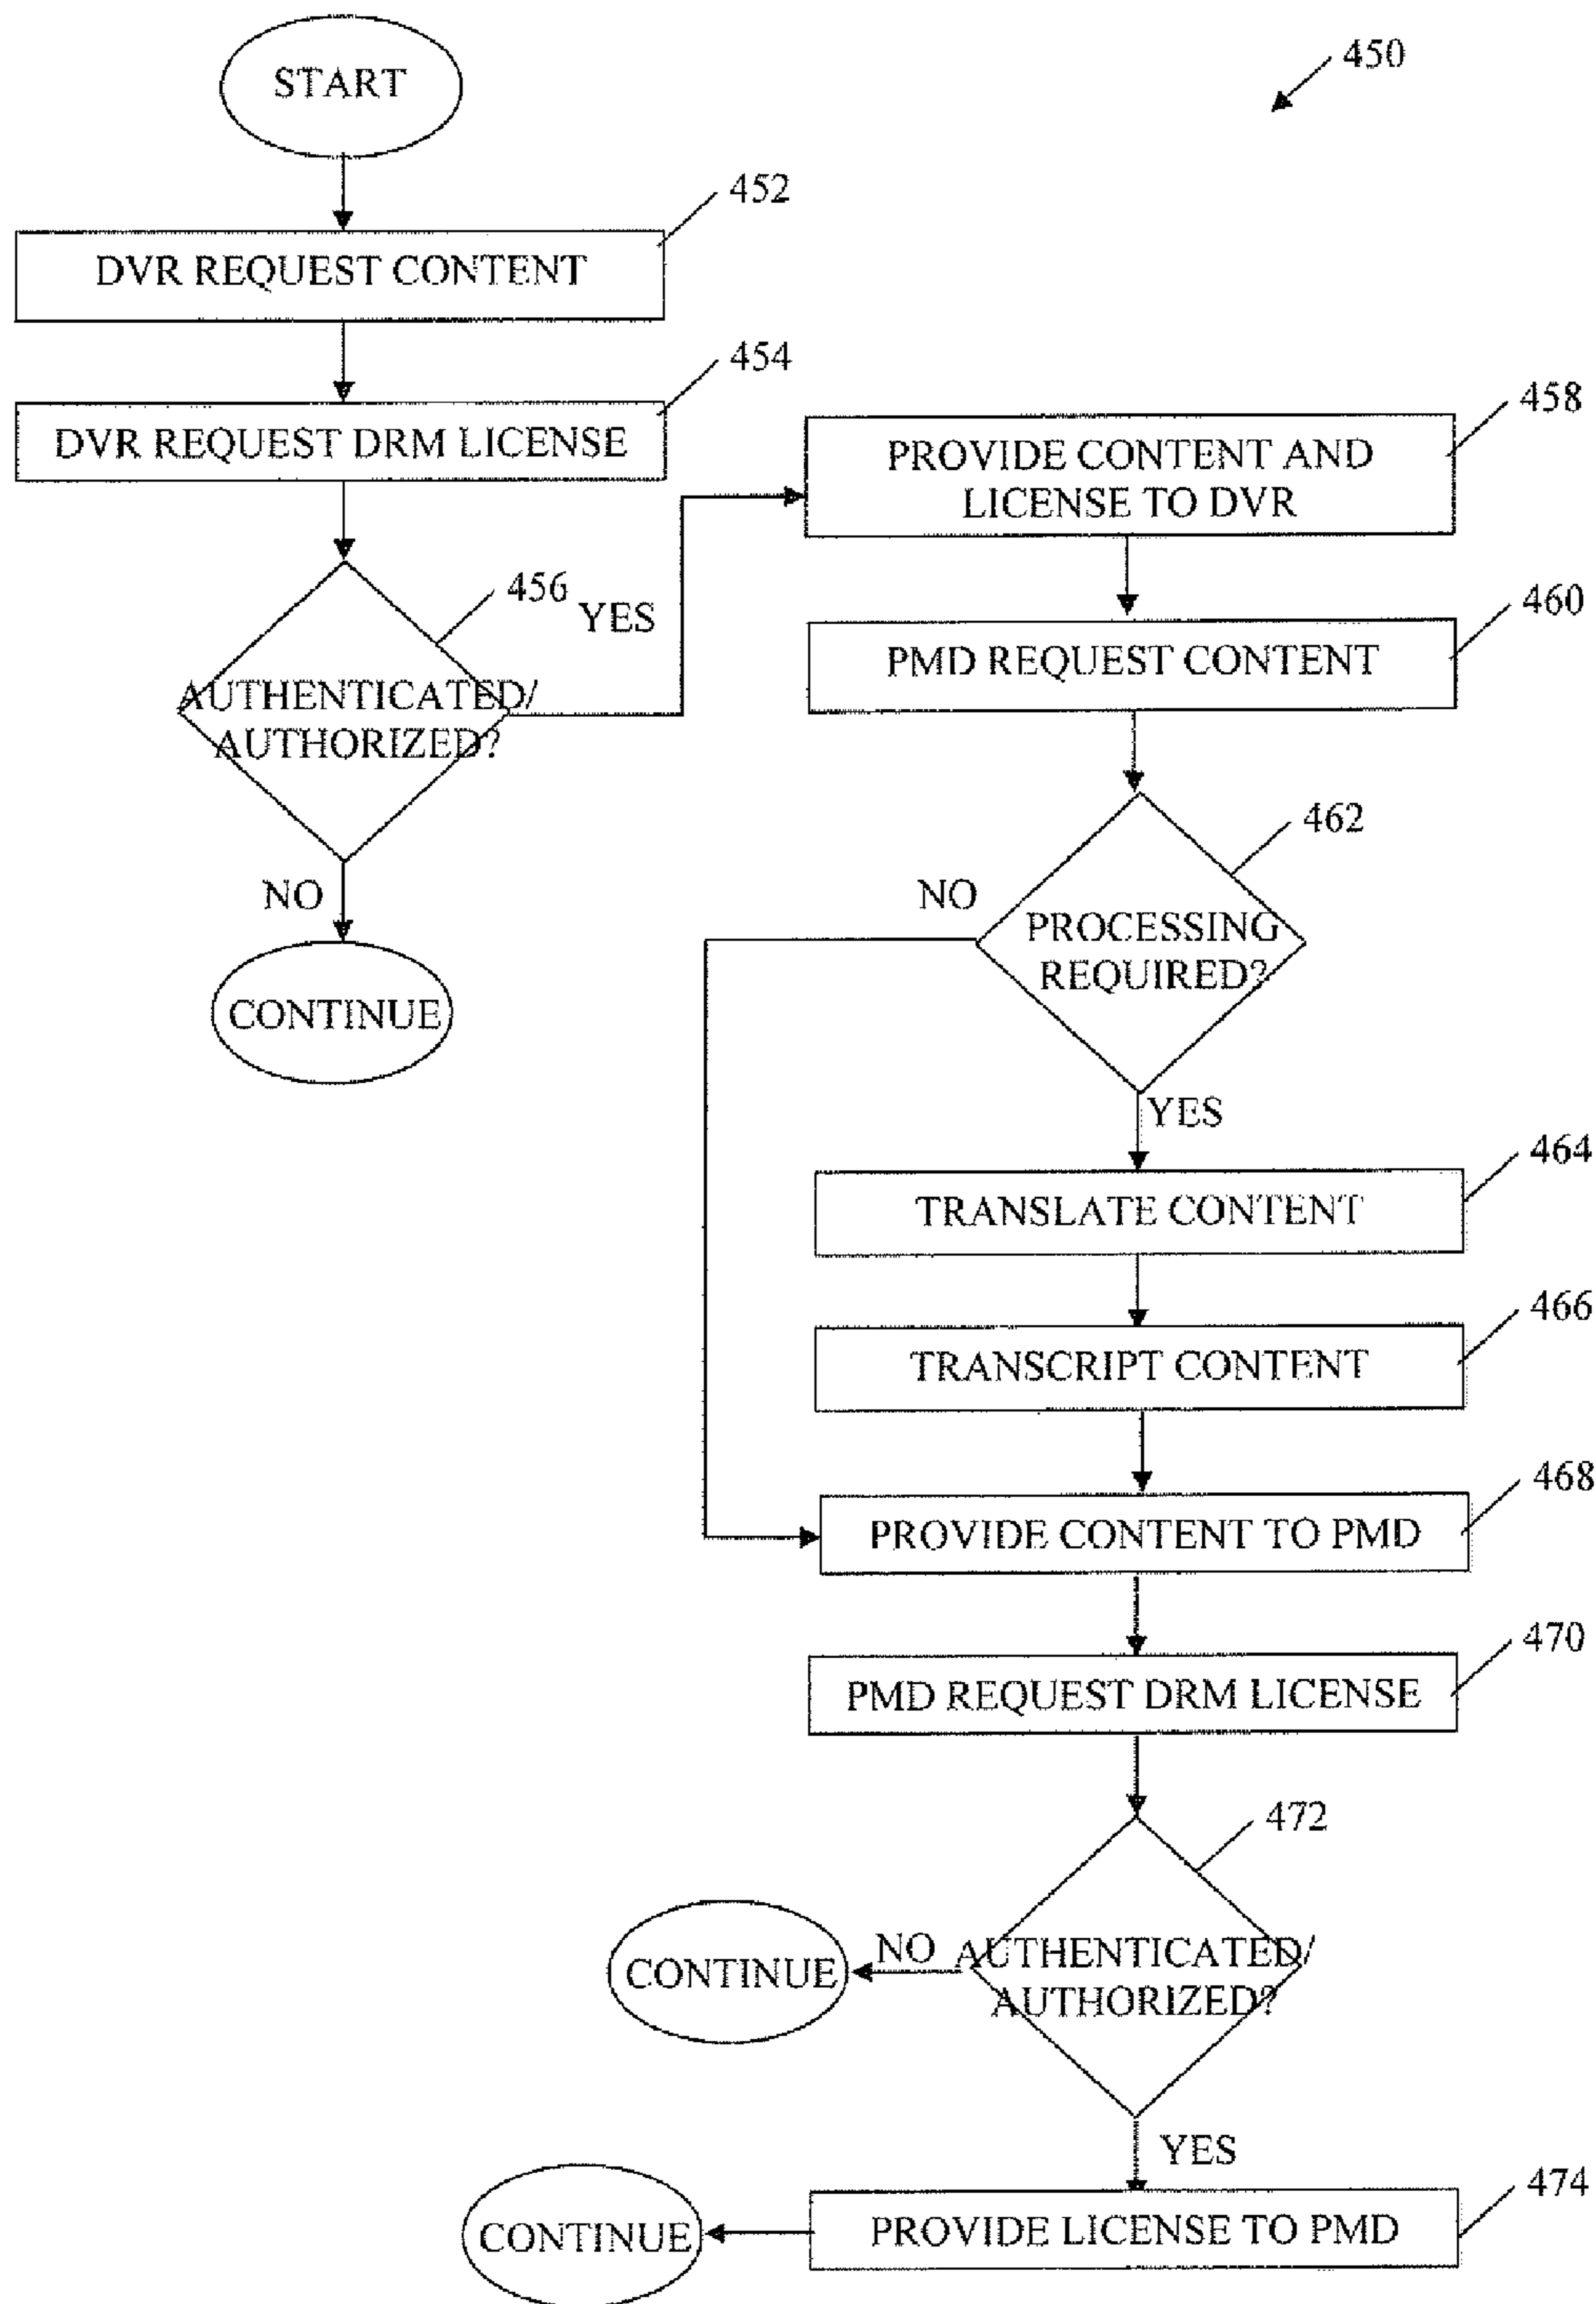 450
START
452
DVR REQUEST CONTENT
454
DVR REQUEST DRM LICENSE
456
YES
AUTHENTICATED/
AUTHORIZED?
NO
CONTINUE
458
PROVIDE CONTENT AND
LICENSE TO DVR
460
PMD REQUEST CONTENT
462
NO
PROCESSING
REQUIRED?
YES
464
TRANSLATE CONTENT
466
TRANSCRIPT CONTENT
468
PROVIDE CONTENT TO PMD
470
PMD REQUEST DRM LICENSE
472
AUTHENTICATED/
AUTHORIZED?
NO
CONTINUE
YES
474
PROVIDE LICENSE TO PMD
CONTINUE